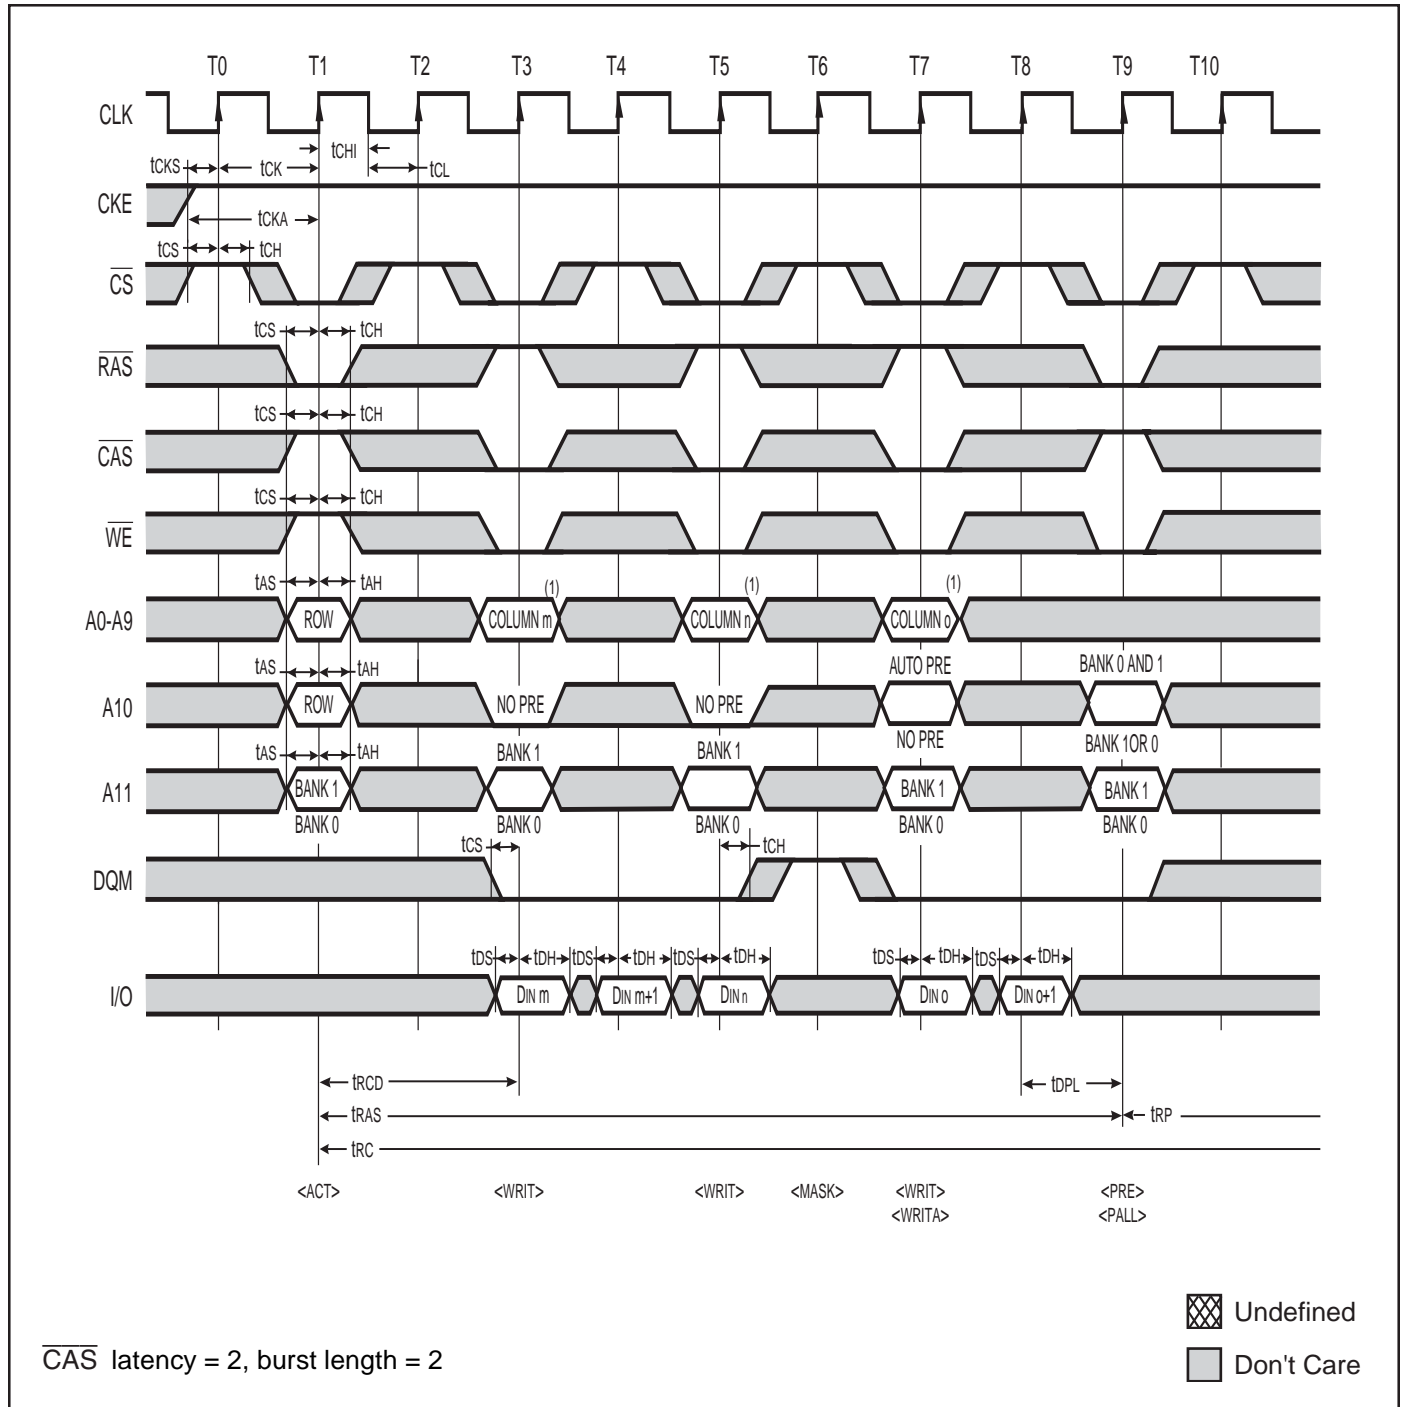 T0 T1 T2 T3 T4 T5 T6 T7 T8 T9 T10
CLK
tCHI
tCKS tCK tCL
CKE
tCKA
tCS tCH
CS
tCS tCH
RAS
tCS tCH
CAS
tCS tCH
WE
tAS tAH (1) (1) (1)
A0-A9 ROW COLUMN m COLUMN n COLUMN o
tAS tAH AUTO PRE BANK 0 AND 1
A10 ROW NO PRE NO PRE
NO PRE BANK 1OR 0
tAS tAH BANK 1 BANK 1
A11 BANK 1 BANK 1 BANK 1
BANK 0 BANK 0 BANK 0 BANK 0 BANK 0
tCS tCH
DQM
tDS tDH tDS tDH tDS tDH tDS tDH tDS tDH
I/O DIN m DIN m+1 DIN n DIN o DIN o+1
tRCD tDPL
tRAS tRP
tRC
<ACT> <WRIT> <WRIT> <MASK> <WRIT> <PRE>
<WRITA> <PALL>
Undefined
CAS latency = 2, burst length = 2
Don't Care